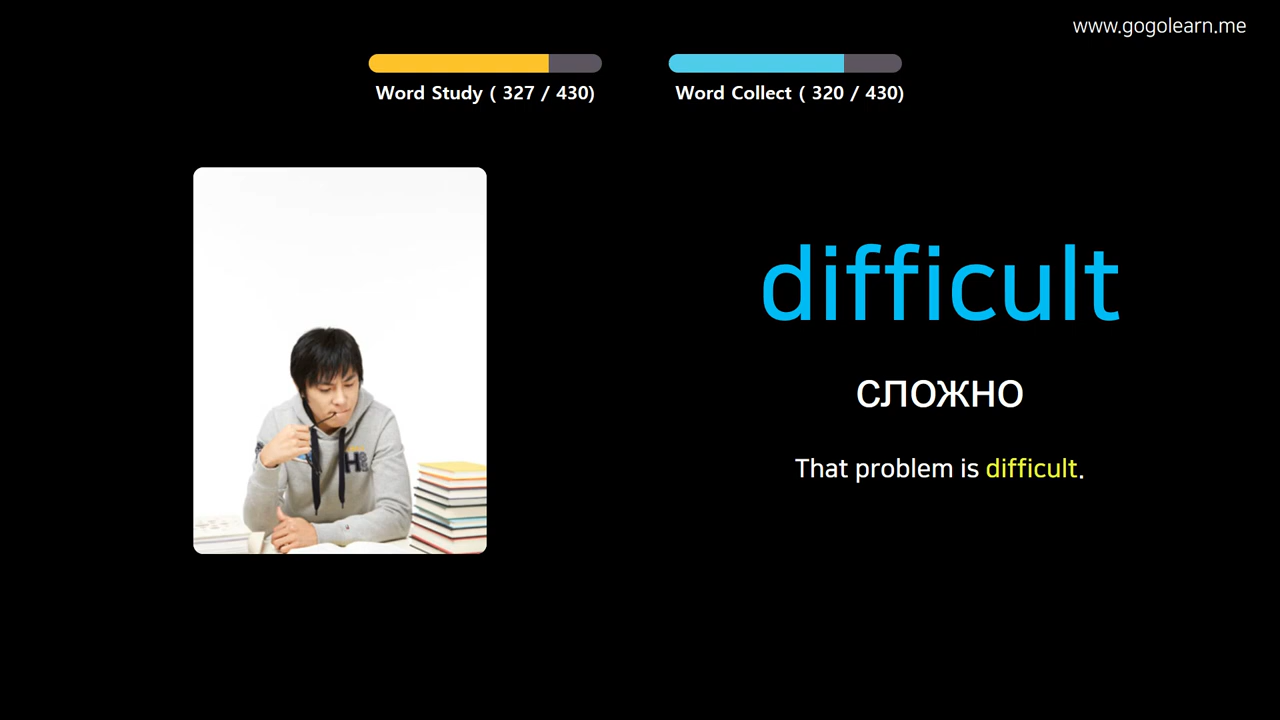 www.gogolearn.me
Word Study ( 327 / 430)
Word Collect ( 320 / 430)
difficult
сложно
That problem is difficult.
H